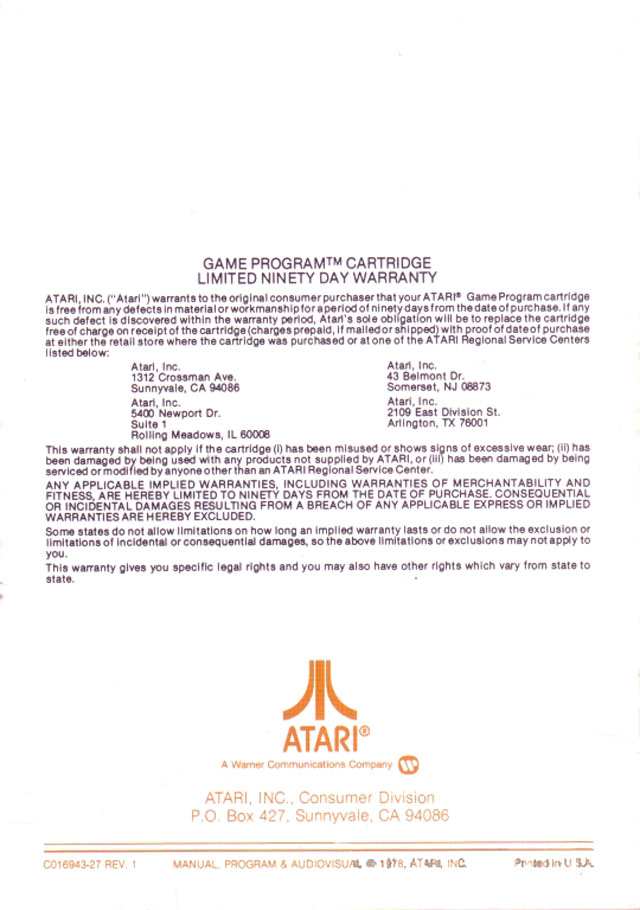 GAME PROGRAM™ CARTRIDGE
LIMITED NINETY DAY WARRANTY
ATARI, INC. ("Atari") warrants to the original consumer purchaser that your ATARI® Game Program cartridge
is free from any defects in material or workmanship for a period of ninety days from the date of purchase. If any
such defect is discovered within the warranty period, Atari's sole obligation will be to replace the cartridge
free of charge on receipt of the cartridge (charges prepaid, if mailed or shipped) with proof of date of purchase
at either the retail store where the cartridge was purchased or at one of the ATARI Regional Service Centers
listed below:
Atari, Inc.
1312 Crossman Ave.
Sunnyvale, CA 94086
Atari, Inc.
43 Belmont Dr.
Somerset, NJ 08873
Atari, Inc.
5400 Newport Dr.
Suite 1
Rolling Meadows, IL 60008
Atari, Inc.
2109 East Division St.
Arlington, TX 76001
This warranty shall not apply if the cartridge (i) has been misused or shows signs of excessive wear; (ii) has
been damaged by being used with any products not supplied by ATARI, or (iii) has been damaged by being
serviced or modified by anyone other than an ATARI Regional Service Center.
ANY APPLICABLE IMPLIED WARRANTIES, INCLUDING WARRANTIES OF MERCHANTABILITY AND
FITNESS, ARE HEREBY LIMITED TO NINETY DAYS FROM THE DATE OF PURCHASE. CONSEQUENTIAL
OR INCIDENTAL DAMAGES RESULTING FROM A BREACH OF ANY APPLICABLE EXPRESS OR IMPLIED
WARRANTIES ARE HEREBY EXCLUDED.
Some states do not allow limitations on how long an implied warranty lasts or do not allow the exclusion or
limitations of incidental or consequential damages, so the above limitations or exclusions may not apply to
you.
This warranty gives you specific legal rights and you may also have other rights which vary from state to
state.
ATARI®
A Warner Communications Company
ATARI, INC., Consumer Division
P.O. Box 427, Sunnyvale, CA 94086
C016943-27 REV. 1 MANUAL, PROGRAM & AUDIOVISUAL © 1978, ATARI, INC. Printed in U.S.A.